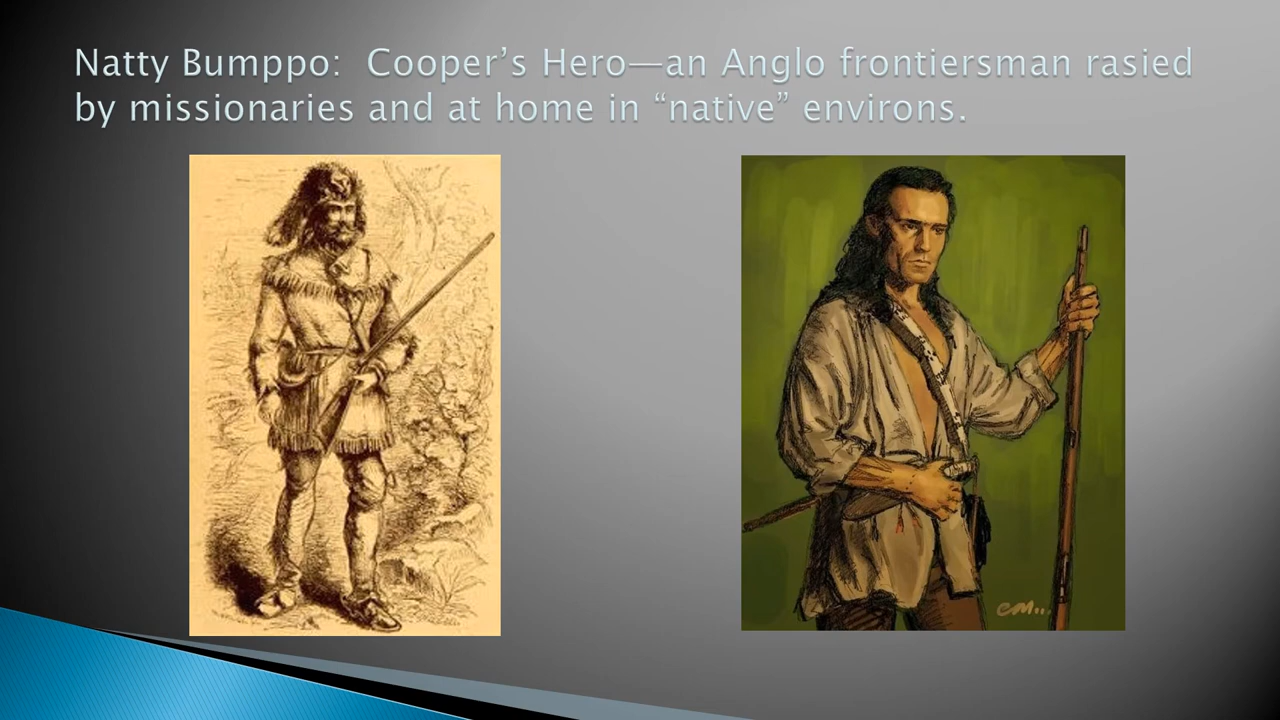 Natty Bumppo:  Cooper’s Hero—an Anglo frontiersman rasied
by missionaries and at home in “native” environs.